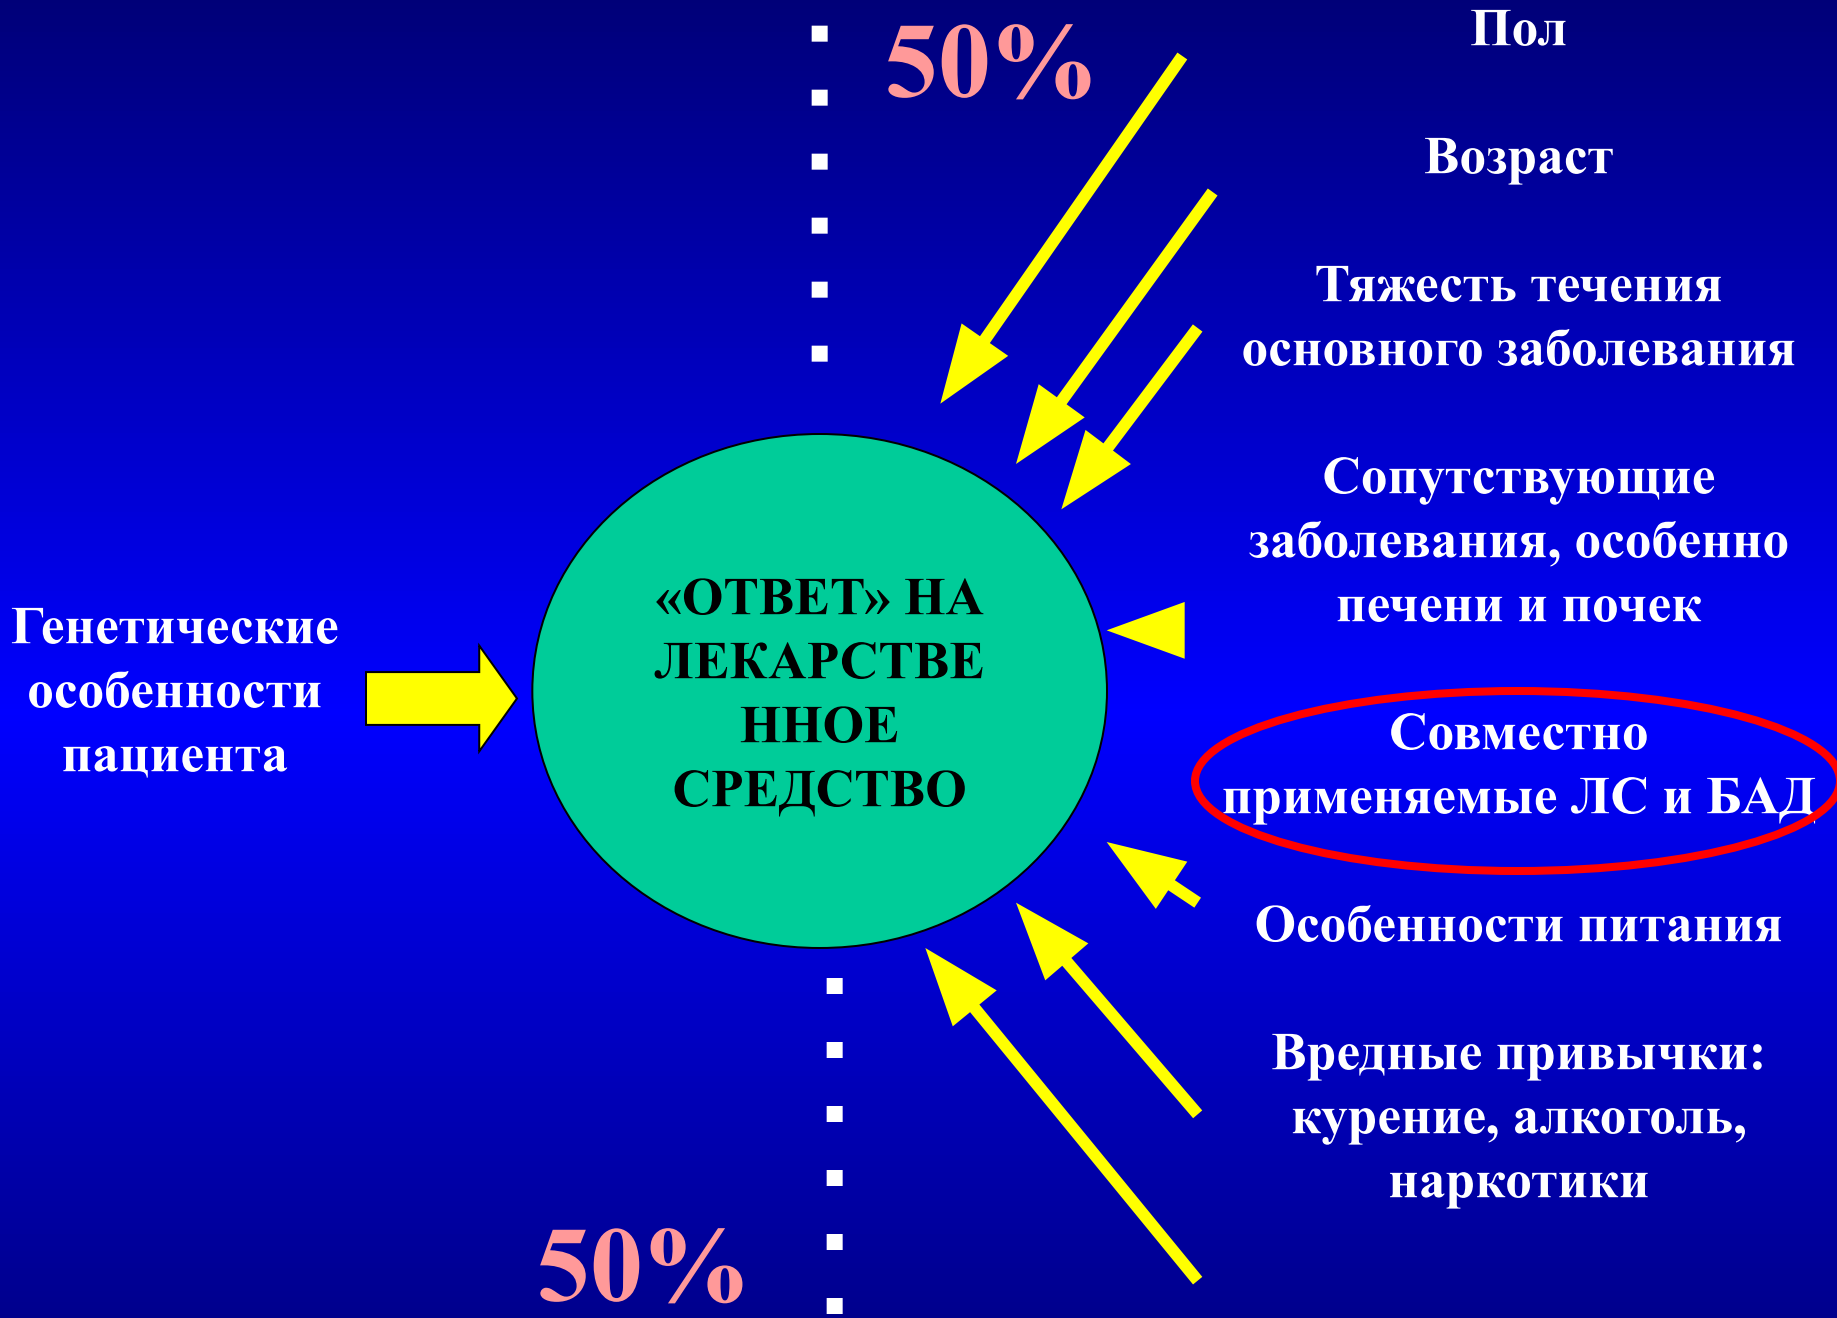 50%
Пол
Возраст
Тяжесть течения
основного заболевания
Сопутствующие
заболевания, особенно
печени и почек
Генетические
особенности
пациента
«ОТВЕТ» НА
ЛЕКАРСТВЕ
ННОЕ
СРЕДСТВО
Совместно
применяемые ЛС и БАД
Особенности питания
Вредные привычки:
курение, алкоголь,
наркотики
50%